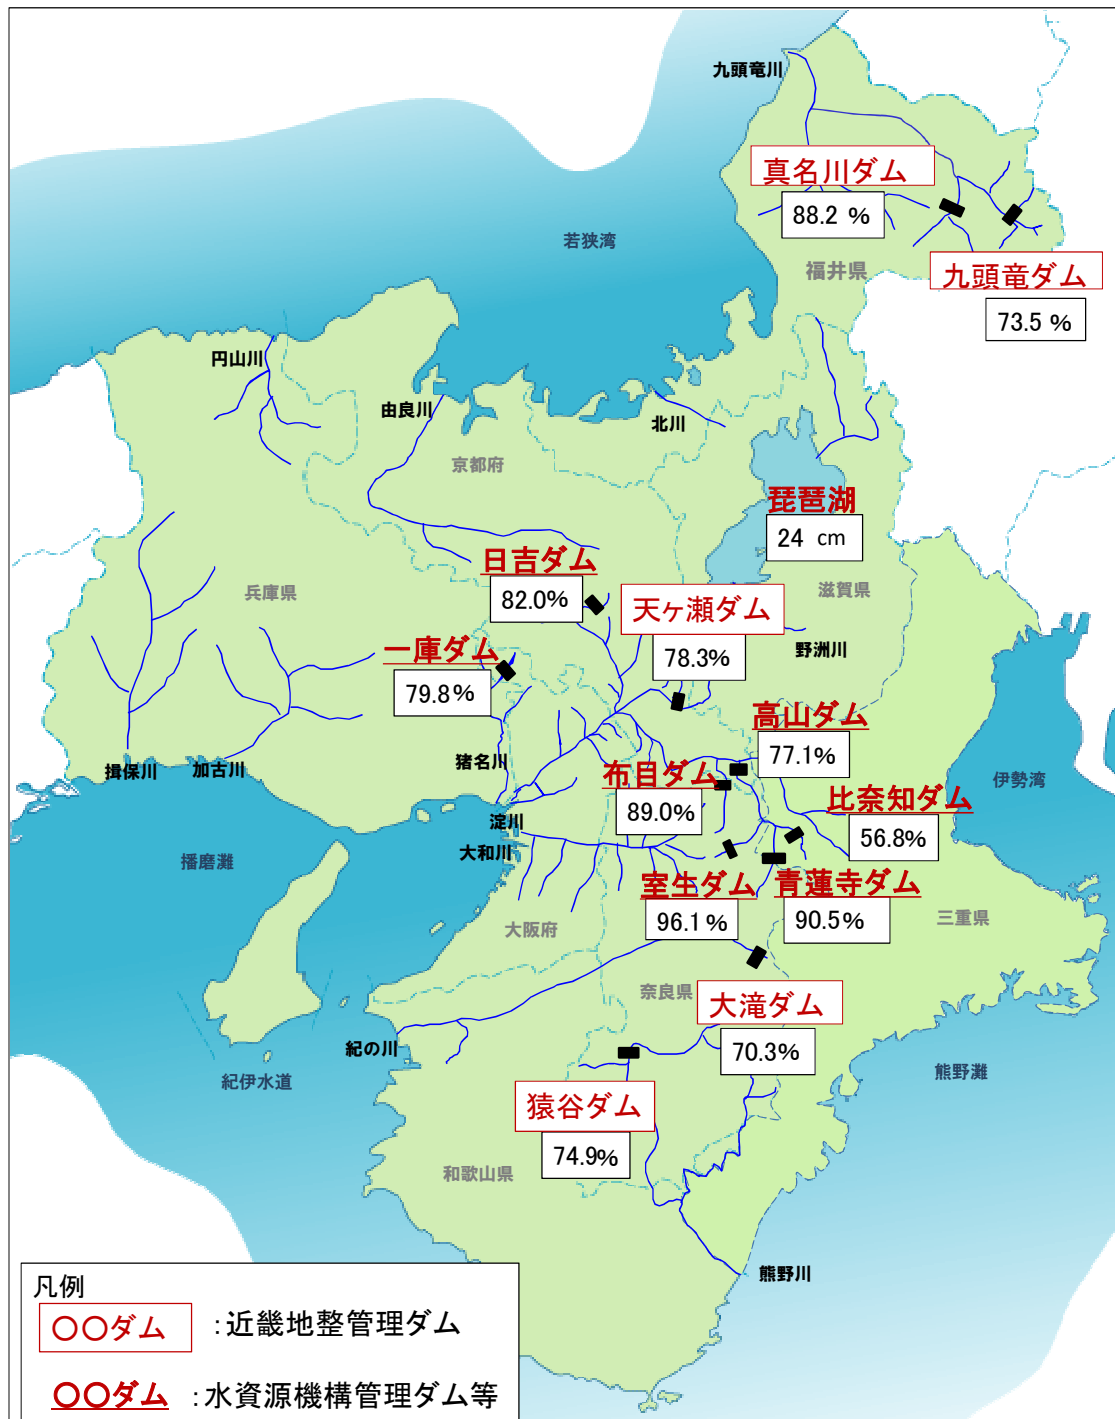 九頭竜川
真名川ダム
88.2 %
若狭湾
福井県
九頭竜ダム
73.5 %
円山川
由良川
北川
京都府
琵琶湖
24 cm
日吉ダム
82.0%
天ヶ瀬ダム
78.3%
滋賀県
兵庫県
野洲川
一庫ダム
79.8%
高山ダム
77.1%
猪名川
揖保川
加古川
布目ダム
89.0%
伊勢湾
比奈知ダム
56.8%
淀川
大和川
播磨灘
室生ダム
96.1%
青蓮寺ダム
90.5%
大阪府
三重県
奈良県
大滝ダム
70.3%
紀の川
紀伊水道
熊野灘
猿谷ダム
74.9%
和歌山県
熊野川
凡例
〇〇ダム :近畿地整管理ダム
〇〇ダム :水資源機構管理ダム等